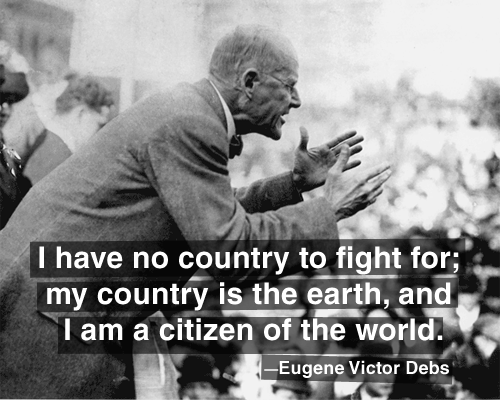 I have no country to fight for;
my country is the earth, and
I am a citizen of the world.
—Eugene Victor Debs